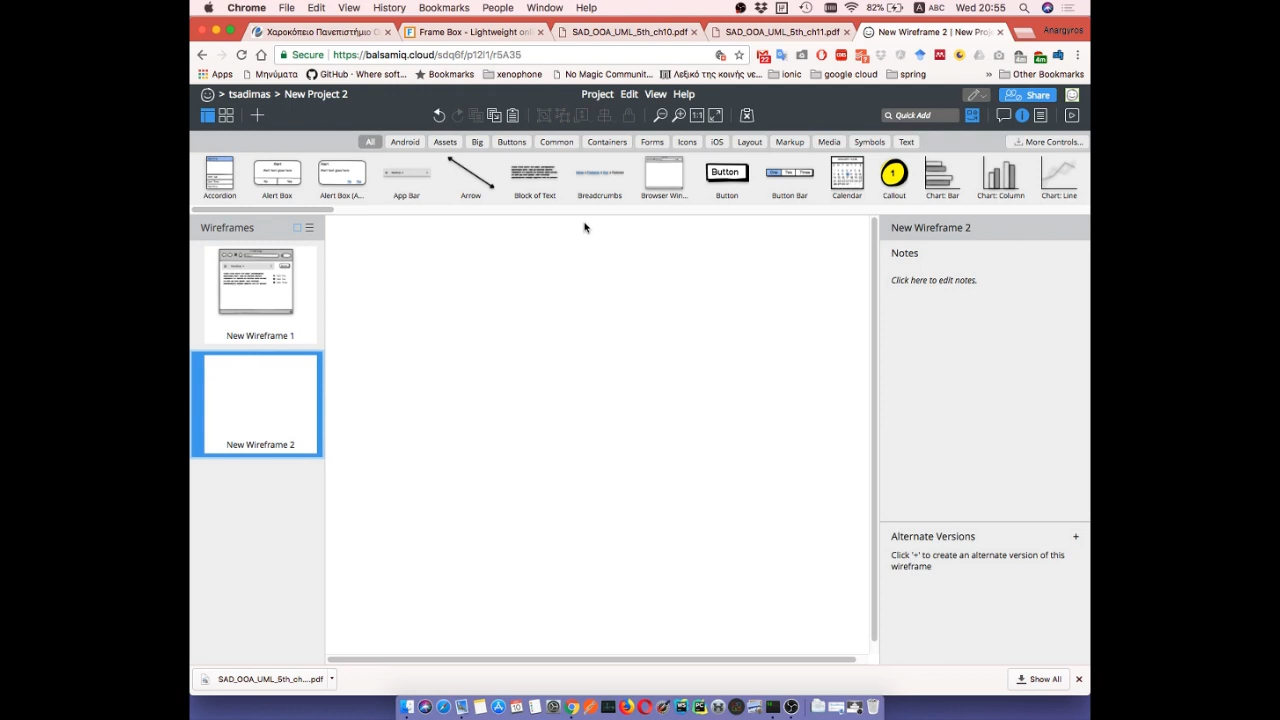 Chrome File Edit View History Bookmarks People Window Help 82% ABC Wed 20:55
Χαροκόπειο Πανεπιστήμιο Frame Box - Lightweight onl SAD_OOA_UML_5th_ch10.pdf SAD_OOA_UML_5th_ch11.pdf New Wireframe 2 | New Proje Anargyros
Secure https://balsamiq.cloud/sdq6f/p12l1/r5A35
Apps Μηνύματα GitHub · Where softw... Bookmarks xenophone No Magic Communit... Λεξικό της κοινής νε... ionic google cloud spring » Other Bookmarks
> tsadimas > New Project 2 Project Edit View Help Share
1:1 Quick Add
All Android Assets Big Buttons Common Containers Forms Icons iOS Layout Markup Media Symbols Text More Controls...
Button 1
Accordion Alert Box Alert Box (A... App Bar Arrow Block of Text Breadcrumbs Browser Win... Button Button Bar Calendar Callout Chart: Bar Chart: Column Chart: Line
Wireframes
New Wireframe 1
New Wireframe 2
New Wireframe 2
Notes
Click here to edit notes.
Alternate Versions +
Click '+' to create an alternate version of this
wireframe
SAD_OOA_UML_5th_ch....pdf Show All